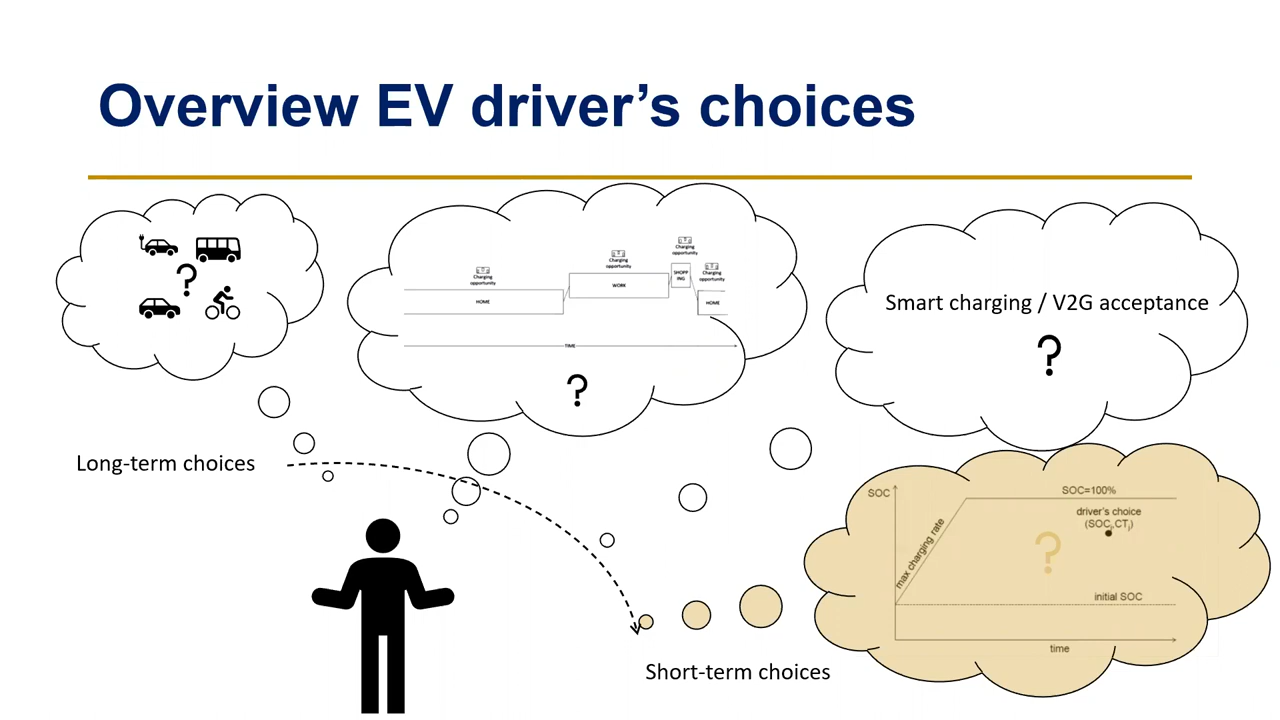 Overview EV driver's choices
?
Charging
opportunity
HOME
Charging
opportunity
WORK
Charging
opportunity
SHOPP
ING
Charging
opportunity
HOME
TIME
?
Smart charging / V2G acceptance
?
Long-term choices
SOC
SOC=100%
max charging rate
driver's choice
(SOCj,CTj)
?
initial SOC
time
Short-term choices